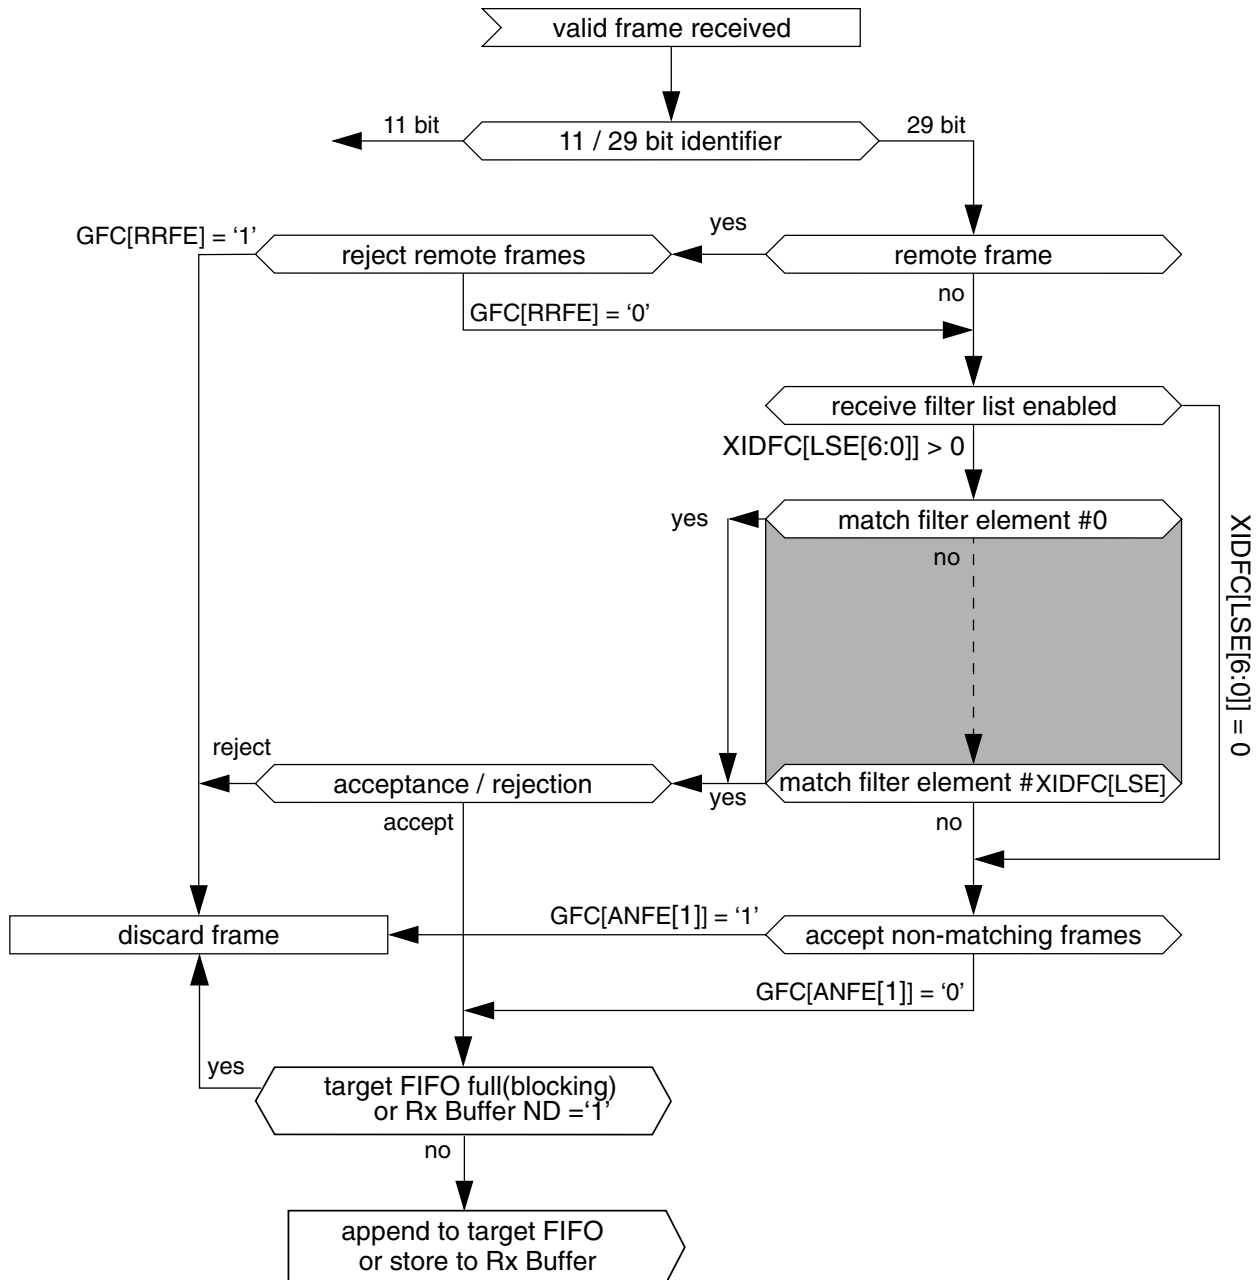 valid frame received
11 bit
11 / 29 bit identifier
29 bit
GFC[RRFE] = ‘1’
reject remote frames
yes
remote frame
no
GFC[RRFE] = ‘0’
receive filter list enabled
XIDFC[LSE[6:0]] > 0
yes
match filter element #0
no
XIDFC[LSE[6:0]] = 0
reject
acceptance / rejection
yes
match filter element #XIDFC[LSE]
accept
no
discard frame
GFC[ANFE[1]] = ‘1’
accept non-matching frames
GFC[ANFE[1]] = ‘0’
yes
target FIFO full(blocking)
or Rx Buffer ND =‘1’
no
append to target FIFO
or store to Rx Buffer